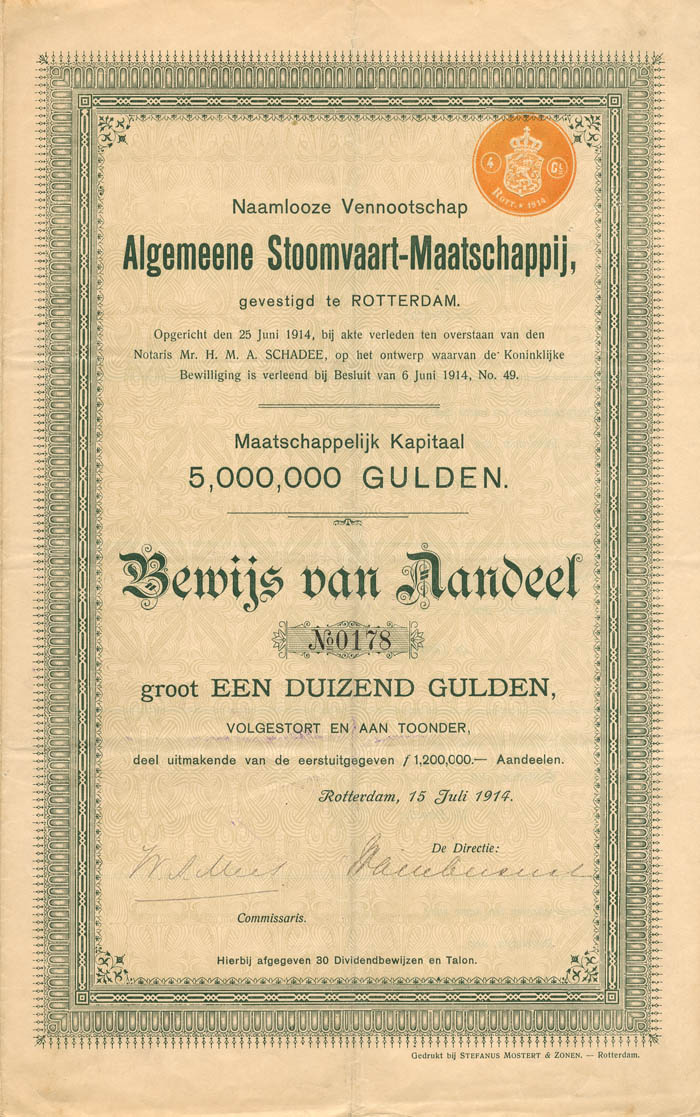 4 GL.
ROTT. * 1914
Naamlooze Vennootschap
Algemeene Stoomvaart-Maatschappij,
gevestigd te ROTTERDAM.
Opgericht den 25 Juni 1914, bij akte verleden ten overstaan van den
Notaris Mr. H. M. A. SCHADEE, op het ontwerp waarvan de Koninklijke
Bewilliging is verleend bij Besluit van 6 Juni 1914, No. 49.
Maatschappelijk Kapitaal
5,000,000 GULDEN.
Bewijs van Aandeel
No 0178
groot EEN DUIZEND GULDEN,
VOLGESTORT EN AAN TOONDER,
deel uitmakende van de eerstuitgegeven f 1,200,000.— Aandeelen.
Rotterdam, 15 Juli 1914.
De Directie:
Commissaris.
Hierbij afgegeven 30 Dividendbewijzen en Talon.
Gedrukt bij STEFANUS MOSTERT & ZONEN. — Rotterdam.